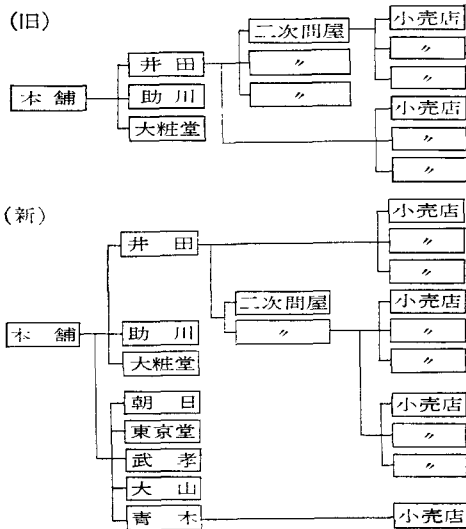 (旧)
二次問屋
小売店
〃
〃
井田
〃
〃
本舗
助川
大粧堂
小売店
〃
〃
(新)
小売店
〃
〃
井田
二次問屋
〃
小売店
〃
〃
本舗
助川
大粧堂
朝日
東京堂
武孝
大山
青木
小売店
〃
〃
小売店